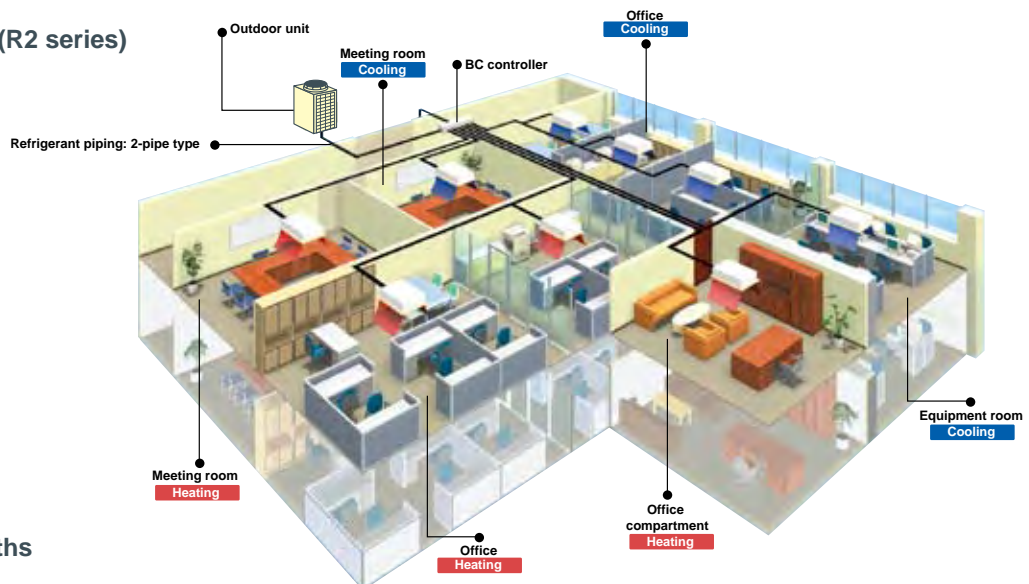 (R2 series)
Outdoor unit
Office
Cooling
Meeting room
Cooling
BC controller
Refrigerant piping: 2-pipe type
Equipment room
Cooling
Meeting room
Heating
Office
compartment
Heating
Office
Heating
ths